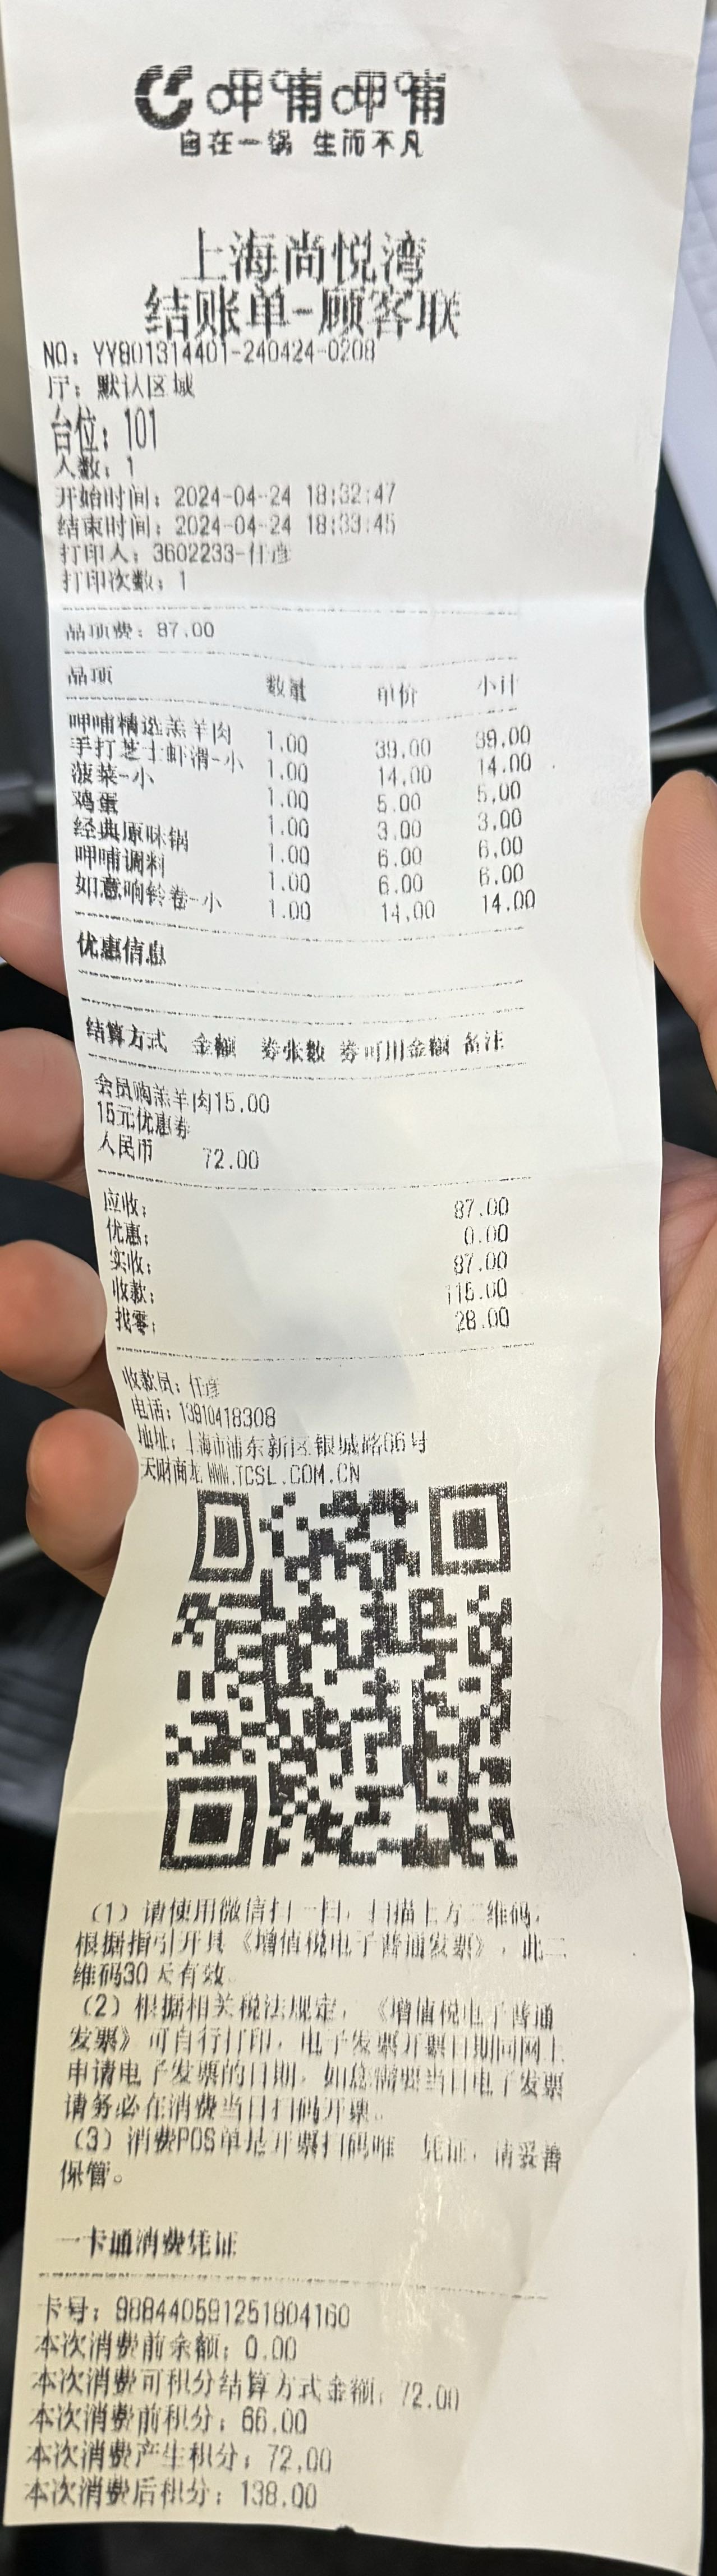 呷哺呷哺
自在一锅 生而不凡
上海尚悦湾
结账单-顾客联
NO: YYB01314401-240424-0208
厅: 默认区域
台位: 101
人数: 1
开始时间: 2024-04-24 18:32:47
结束时间: 2024-04-24 18:33:45
打印人: 3602233-任彦
打印次数: 1
品项费: 87.00
品项 数量 单价 小计
呷哺精选羔羊肉 1.00 39.00 39.00
手打芝士虾滑-小 1.00 14.00 14.00
菠菜-小 1.00 5.00 5.00
鸡蛋 1.00 3.00 3.00
经典原味锅 1.00 6.00 6.00
呷哺调料 1.00 6.00 6.00
如意响铃卷-小 1.00 14.00 14.00
优惠信息
结算方式 金额 券张数 券可用金额 备注
会员购羔羊肉15.00
15元优惠券
人民币 72.00
应收: 87.00
优惠: 0.00
实收: 87.00
收款: 115.00
找零: 28.00
收款员: 任彦
电话: 13910418308
地址: 上海市浦东新区银城路66号
天财商龙 WWW.TCSL.COM.CN
(1) 请使用微信扫一扫, 扫描上方二维码,
根据指引开具《增值税电子普通发票》, 此二
维码30天有效。
(2) 根据相关税法规定, 《增值税电子普通
发票》可自行打印, 电子发票开票日期同网上
申请电子发票的日期, 如您需要当日电子发票
请务必在消费当日扫码开票。
(3) 消费POS单是开票扫码唯一凭证, 请妥善
保管。
一卡通消费凭证
卡号: 9884405912518041​60
本次消费前余额: 0.00
本次消费可积分结算方式金额: 72.00
本次消费前积分: 66.00
本次消费产生积分: 72.00
本次消费后积分: 138.00